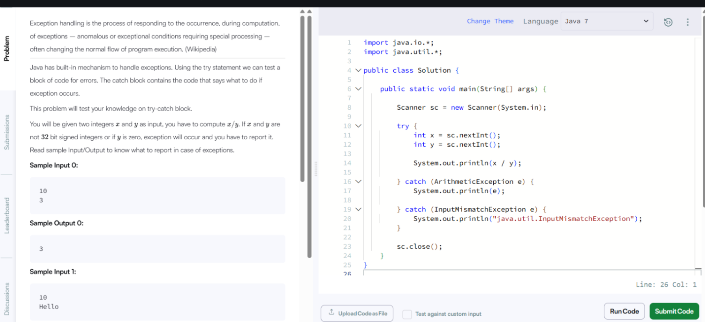 Problem
Submissions
Leaderboard
Discussions
Exception handling is the process of responding to the occurrence, during computation,
of exceptions — anomalous or exceptional conditions requiring special processing —
often changing the normal flow of program execution. (Wikipedia)
Java has built-in mechanism to handle exceptions. Using the try statement we can test a
block of code for errors. The catch block contains the code that says what to do if
exception occurs.
This problem will test your knowledge on try-catch block.
You will be given two integers x and y as input, you have to compute x/y. If x and y are
not 32 bit signed integers or if y is zero, exception will occur and you have to report it.
Read sample Input/Output to know what to report in case of exceptions.
Sample Input 0:
10
3
Sample Output 0:
3
Sample Input 1:
10
Hello
Change Theme Language Java 7
1 import java.io.*;
2 import java.util.*;
3
4 public class Solution {
5
6 public static void main(String[] args) {
7
8 Scanner sc = new Scanner(System.in);
9
10 try {
11 int x = sc.nextInt();
12 int y = sc.nextInt();
13
14 System.out.println(x / y);
15
16 } catch (ArithmeticException e) {
17 System.out.println(e);
18
19 } catch (InputMismatchException e) {
20 System.out.println("java.util.InputMismatchException");
21 }
22
23 sc.close();
24 }
25 }
26
Line: 26 Col: 1
Upload Code as File Test against custom input Run Code Submit Code